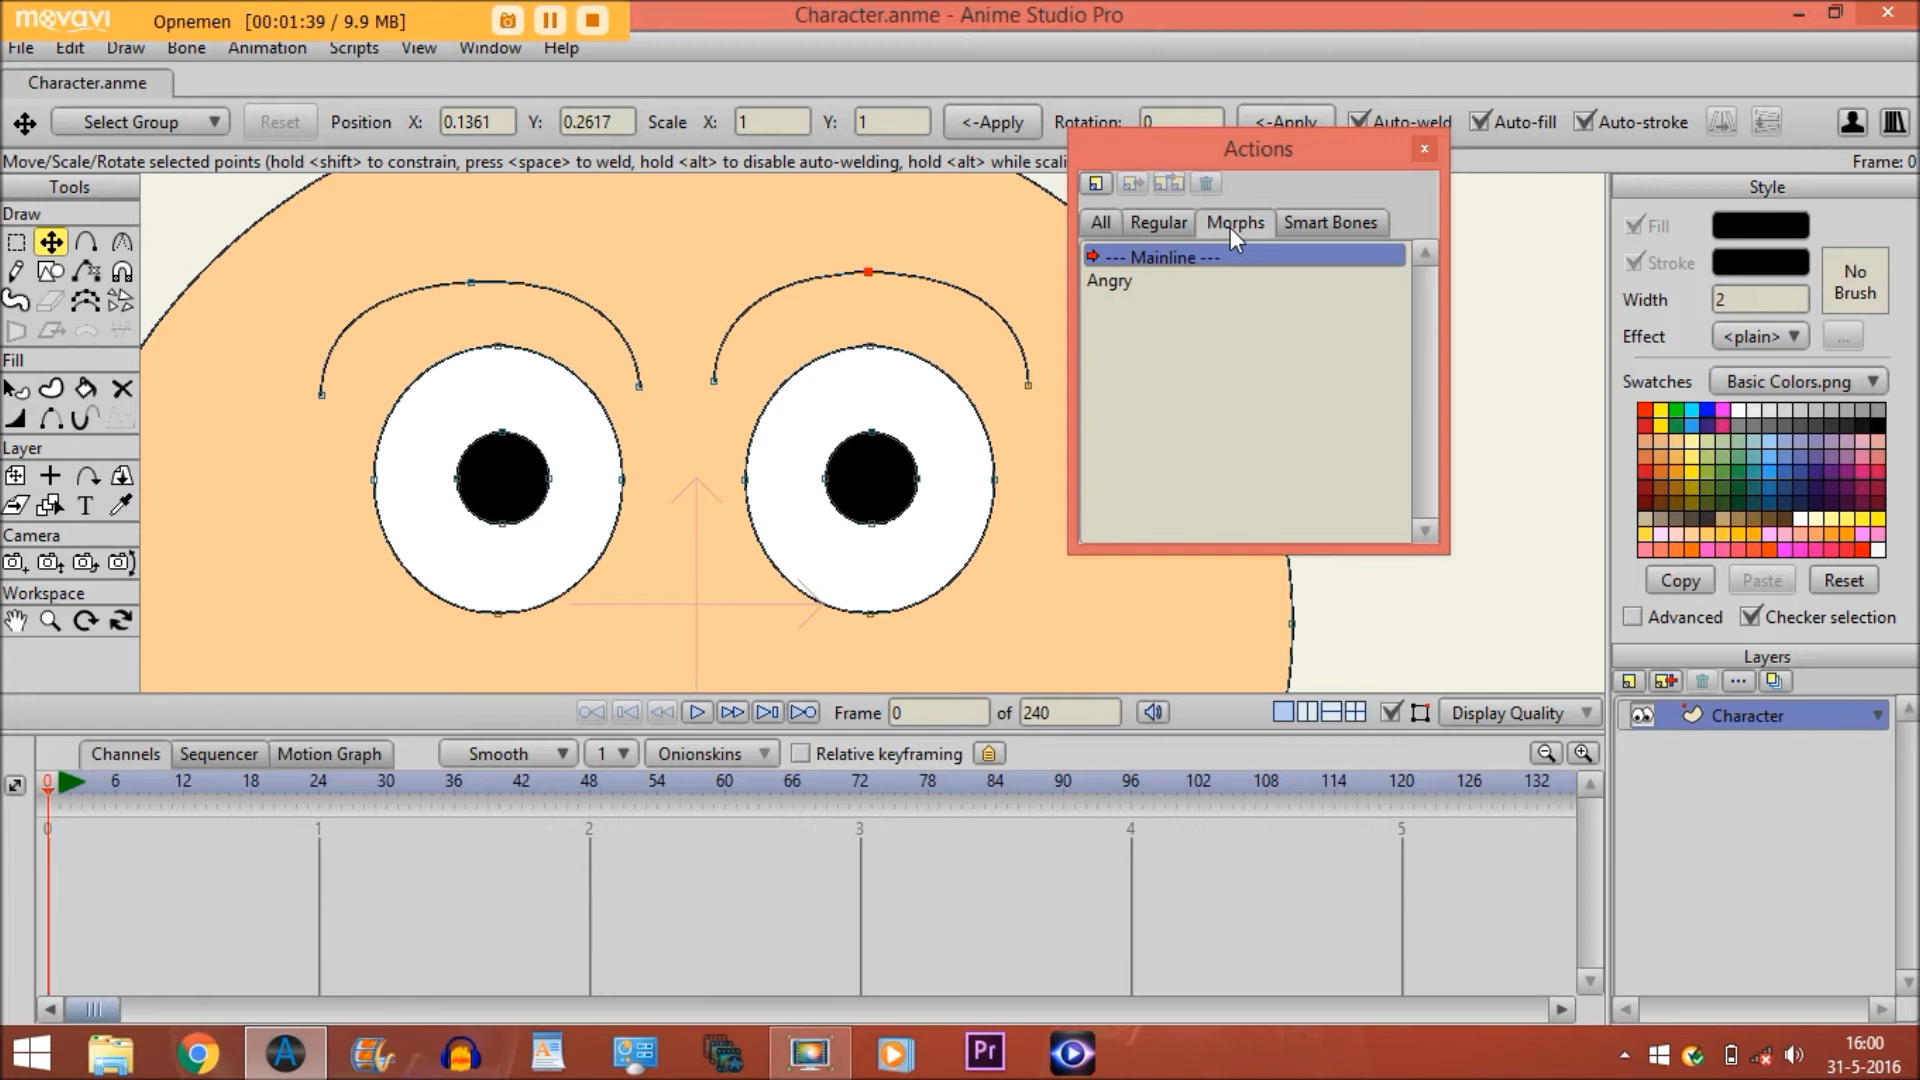 movavi Opnemen [00:01:39 / 9.9 MB] Character.anme - Anime Studio Pro
File Edit Draw Bone Animation Scripts View Window Help
Character.anme
Select Group Reset Position X: 0.1361 Y: 0.2617 Scale X: 1 Y: 1 <-Apply Rotation: 0 <-Apply Auto-weld Auto-fill Auto-stroke
Move/Scale/Rotate selected points (hold <shift> to constrain, press <space> to weld, hold <alt> to disable auto-welding, hold <alt> while scali Frame: 0
Tools
Draw
Fill
Layer
T
Camera
Workspace
Actions
All Regular Morphs Smart Bones
--- Mainline ---
Angry
Style
Fill
Stroke
No Brush
Width 2
Effect <plain> ...
Swatches Basic Colors.png
Copy Paste Reset
Advanced Checker selection
Layers
Character
Frame 0 of 240 Display Quality
Channels Sequencer Motion Graph Smooth 1 Onionskins Relative keyframing
0 6 12 18 24 30 36 42 48 54 60 66 72 78 84 90 96 102 108 114 120 126 132
0 1 2 3 4 5
A A Pr
16:00
31-5-2016